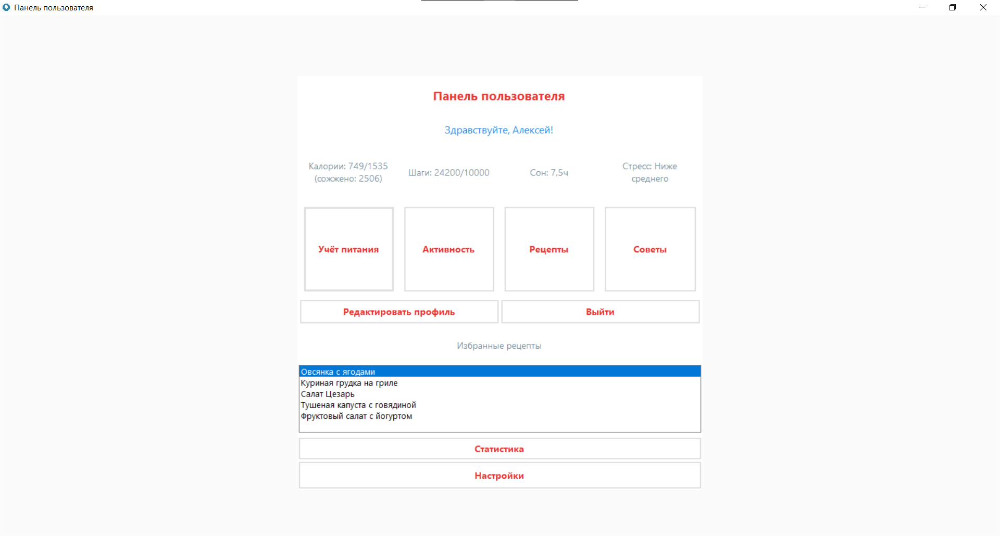 Панель пользователя
Панель пользователя
Здравствуйте, Алексей!
Калории: 749/1535
(сожжено: 2506)
Шаги: 24200/10000
Сон: 7,5ч
Стресс: Ниже
среднего
Учёт питания
Активность
Рецепты
Советы
Редактировать профиль
Выйти
Избранные рецепты
Овсянка с ягодами
Куриная грудка на гриле
Салат Цезарь
Тушеная капуста с говядиной
Фруктовый салат с йогуртом
Статистика
Настройки